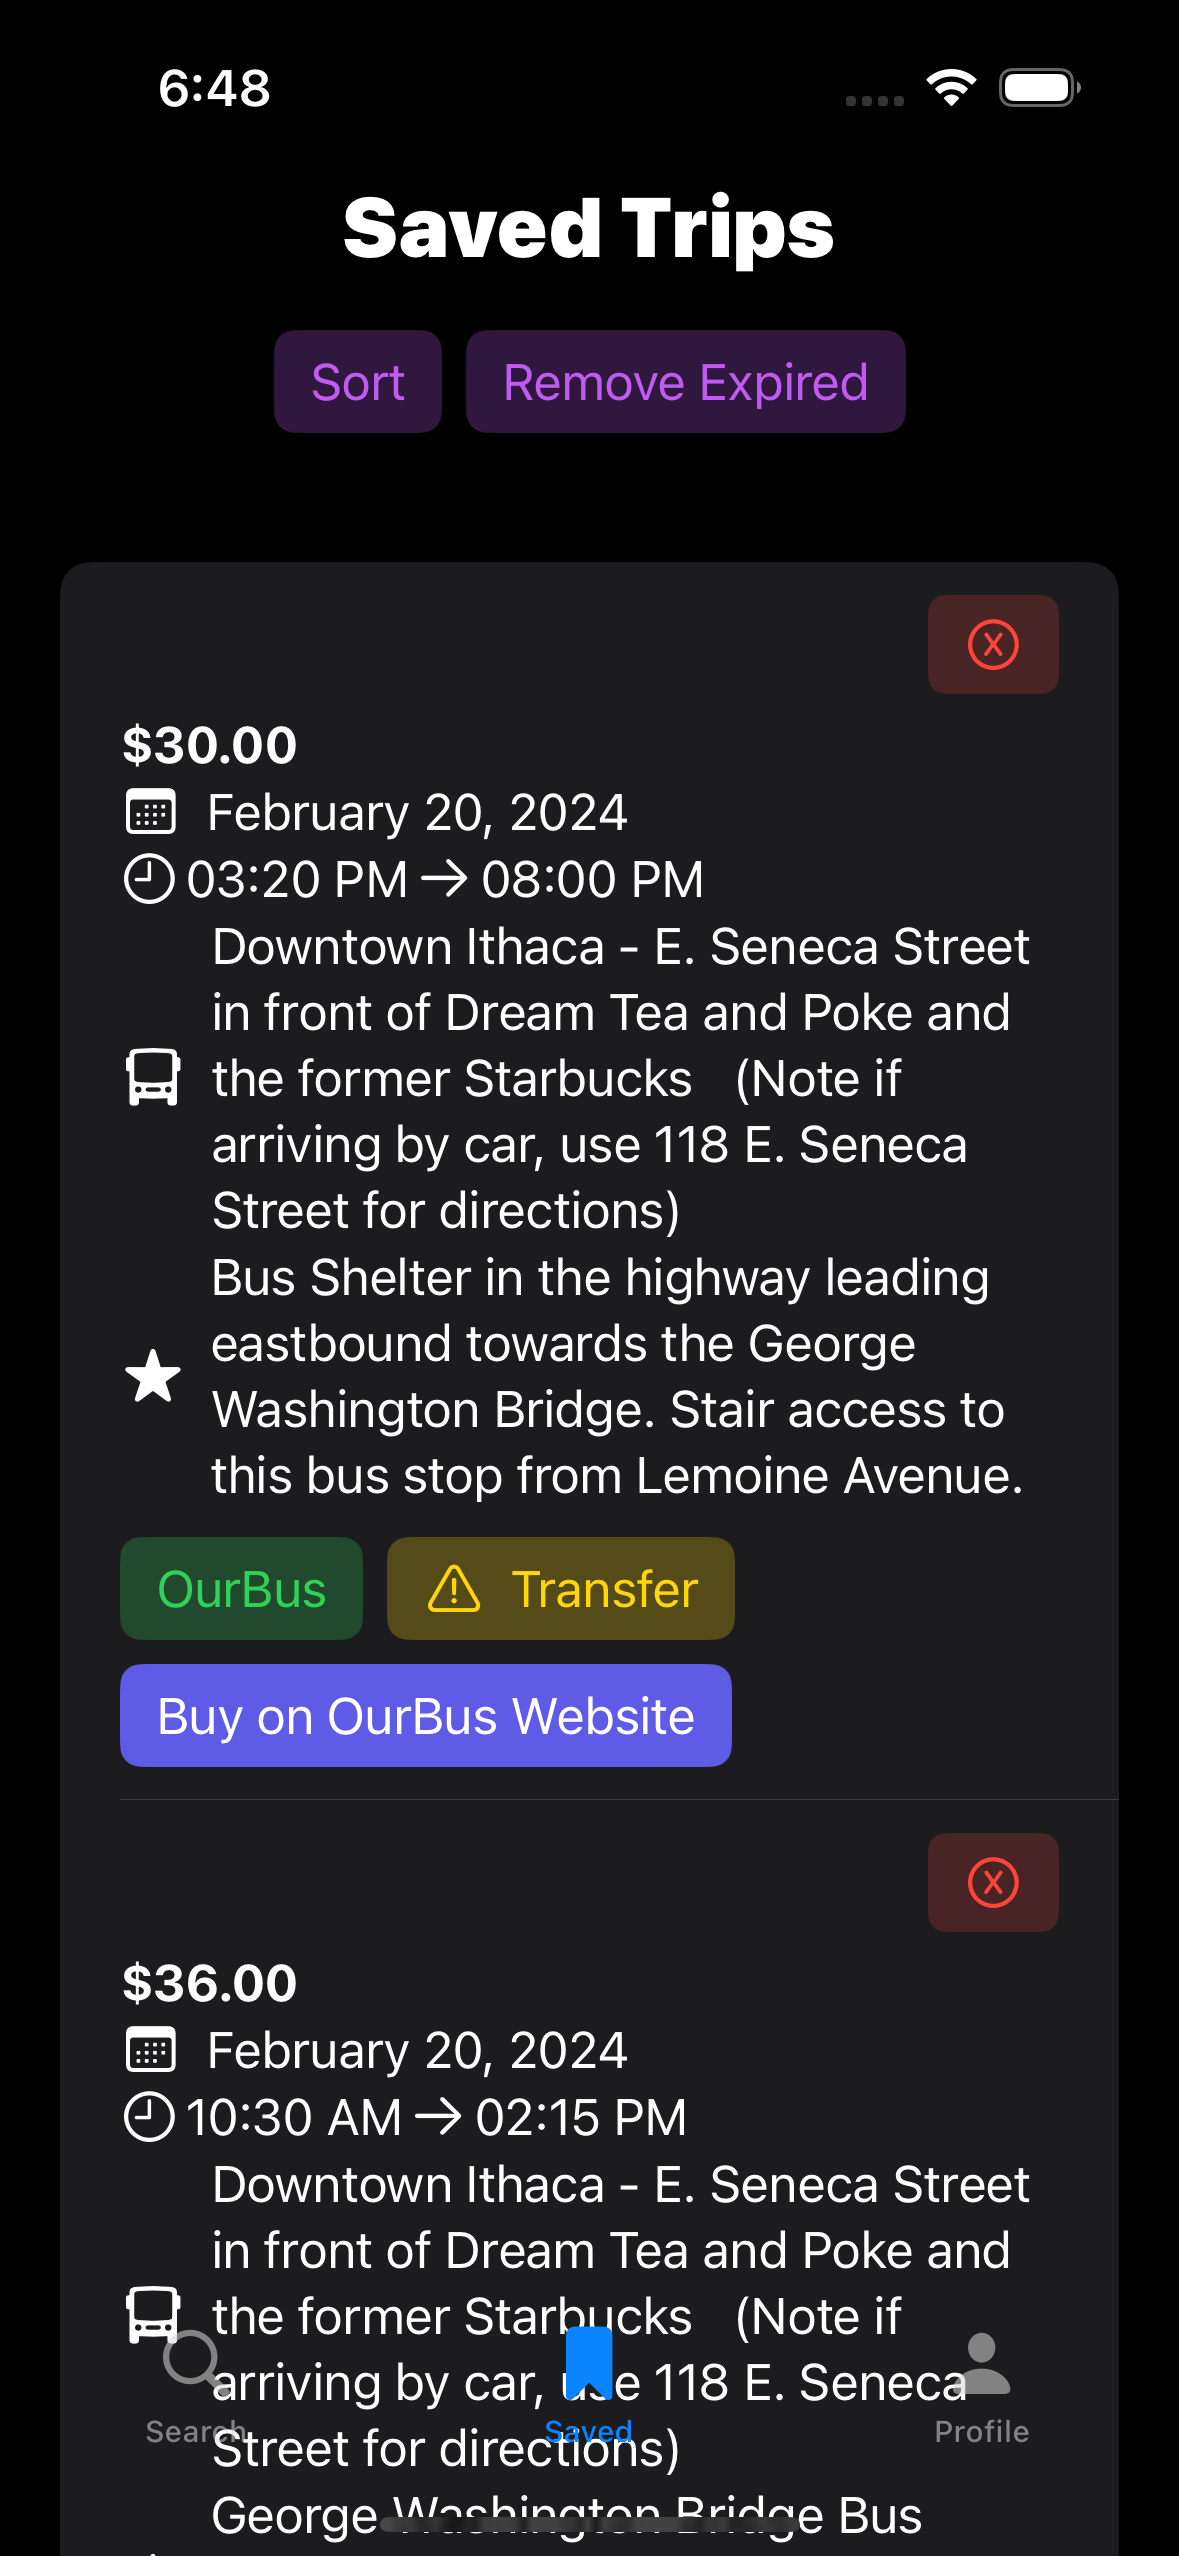 6:48
Saved Trips
Sort
Remove Expired
$30.00
February 20, 2024
03:20 PM → 08:00 PM
Downtown Ithaca - E. Seneca Street
in front of Dream Tea and Poke and
the former Starbucks (Note if
arriving by car, use 118 E. Seneca
Street for directions)
Bus Shelter in the highway leading
eastbound towards the George
Washington Bridge. Stair access to
this bus stop from Lemoine Avenue.
OurBus
Transfer
Buy on OurBus Website
$36.00
February 20, 2024
10:30 AM → 02:15 PM
Downtown Ithaca - E. Seneca Street
in front of Dream Tea and Poke and
the former Starbucks (Note if
arriving by car, use 118 E. Seneca
Street for directions)
George Washington Bridge Bus
Search
Saved
Profile